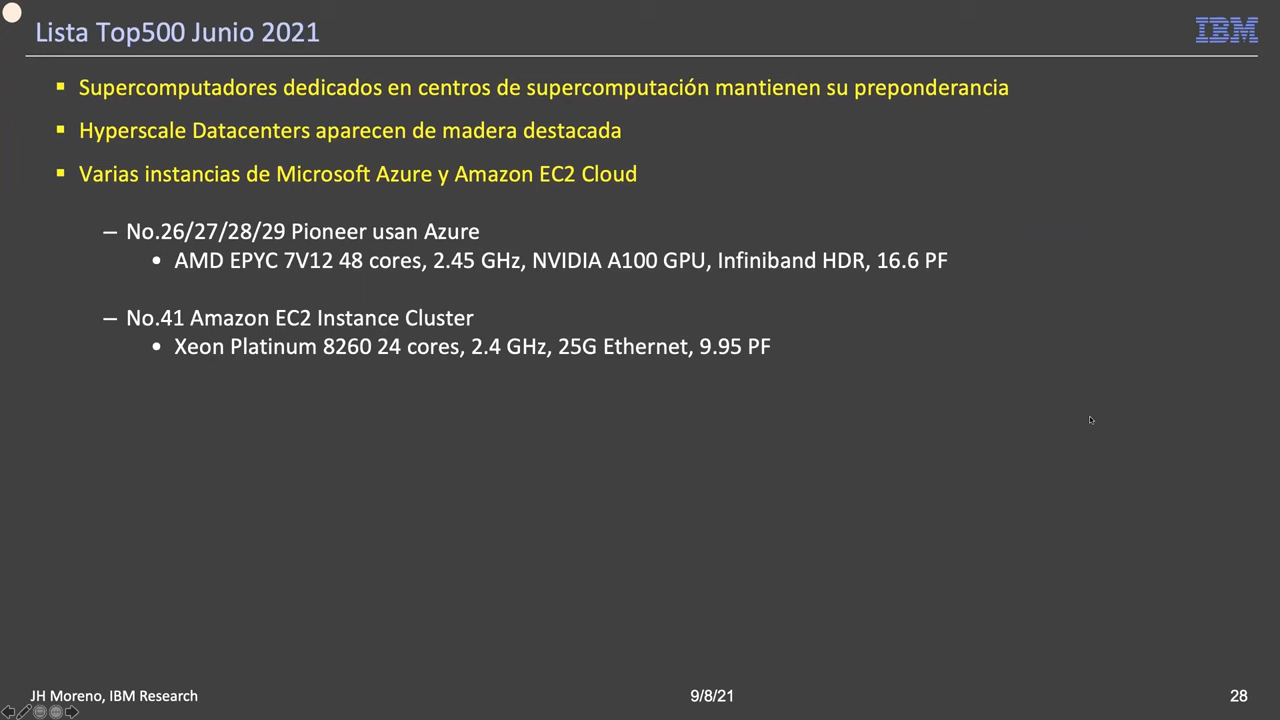 Lista Top500 Junio 2021
IBM
▪ Supercomputadores dedicados en centros de supercomputación mantienen su preponderancia
▪ Hyperscale Datacenters aparecen de madera destacada
▪ Varias instancias de Microsoft Azure y Amazon EC2 Cloud
– No.26/27/28/29 Pioneer usan Azure
• AMD EPYC 7V12 48 cores, 2.45 GHz, NVIDIA A100 GPU, Infiniband HDR, 16.6 PF
– No.41 Amazon EC2 Instance Cluster
• Xeon Platinum 8260 24 cores, 2.4 GHz, 25G Ethernet, 9.95 PF
JH Moreno, IBM Research
9/8/21
28